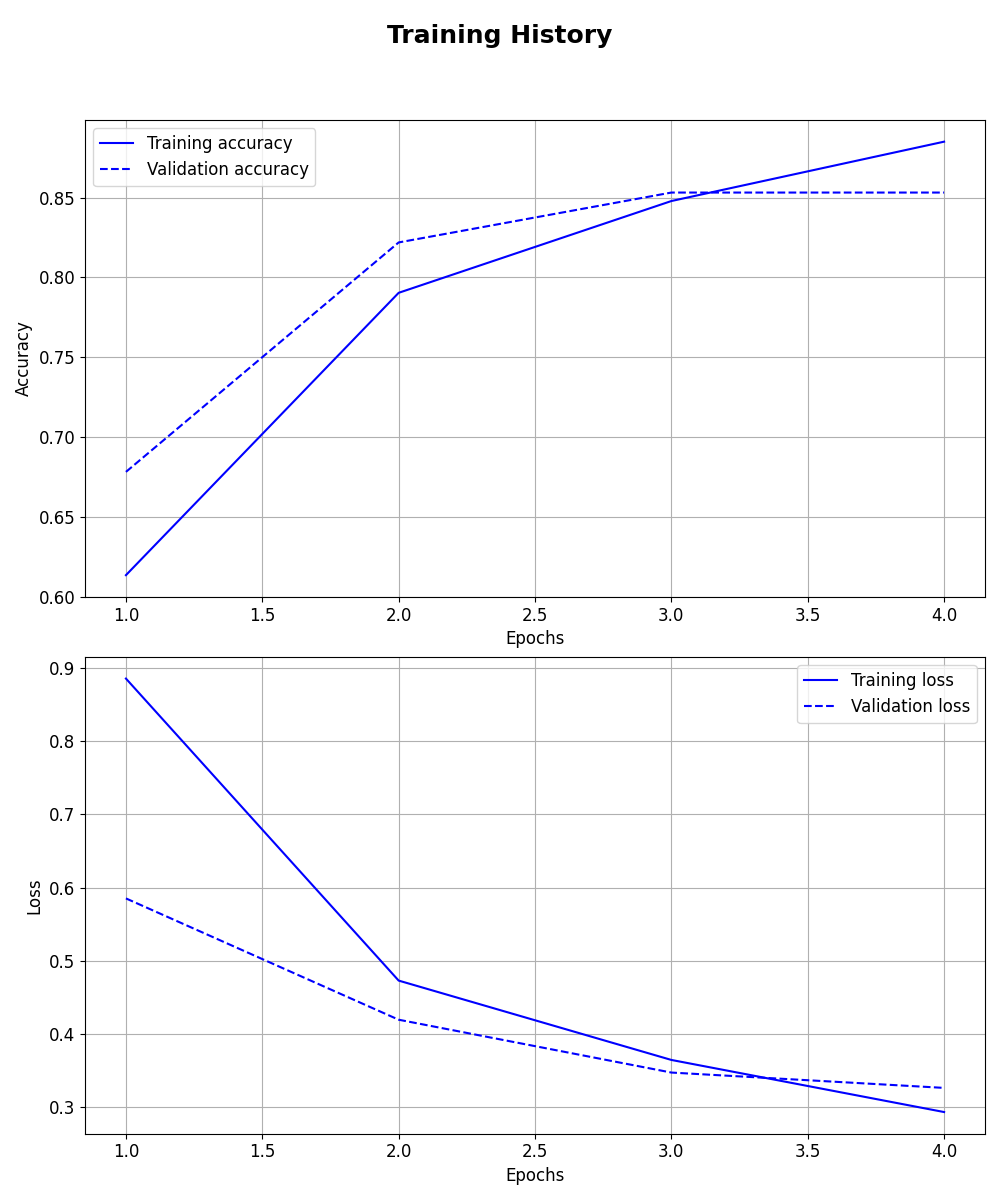 Training History
Training accuracy
Validation accuracy
0.85
0.80
0.75
0.70
0.65
0.60
Accuracy
1.0 1.5 2.0 2.5 3.0 3.5 4.0
Epochs
Training loss
Validation loss
0.9
0.8
0.7
0.6
0.5
0.4
0.3
Loss
1.0 1.5 2.0 2.5 3.0 3.5 4.0
Epochs